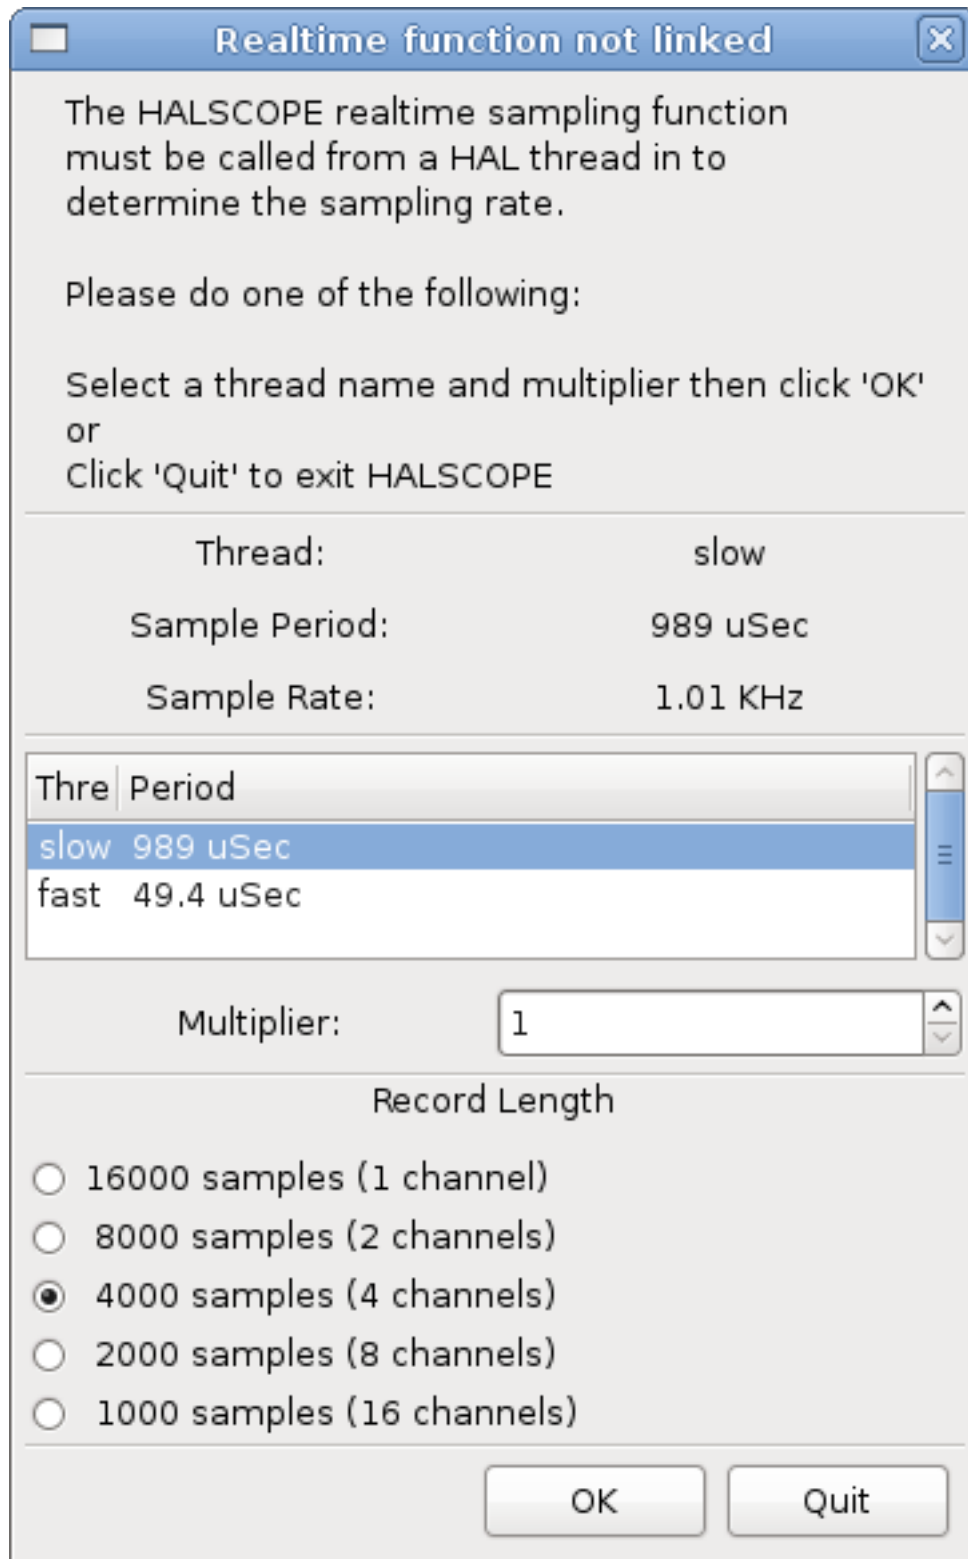 Realtime function not linked
The HALSCOPE realtime sampling function
must be called from a HAL thread in to
determine the sampling rate.
Please do one of the following:
Select a thread name and multiplier then click 'OK'
or
Click 'Quit' to exit HALSCOPE
Thread: slow
Sample Period: 989 uSec
Sample Rate: 1.01 KHz
Thre Period
slow 989 uSec
fast 49.4 uSec
Multiplier: 1
Record Length
16000 samples (1 channel)
8000 samples (2 channels)
4000 samples (4 channels)
2000 samples (8 channels)
1000 samples (16 channels)
OK Quit